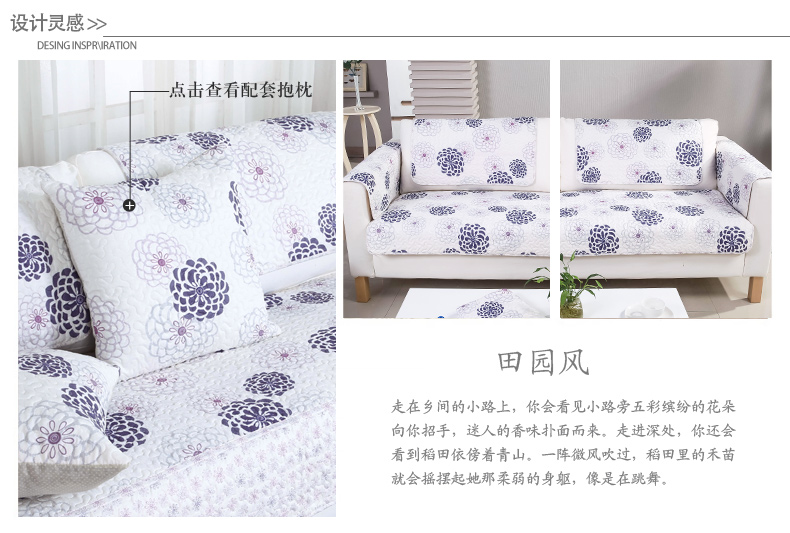 设计灵感>>
DESING INSPR\IRATION
点击查看配套抱枕
田园风
走在乡间的小路上，你会看见小路旁五彩缤纷的花朵
向你招手，迷人的香味扑面而来。走进深处，你还会
看到稻田依傍着青山。一阵微风吹过，稻田里的禾苗
就会摇摆起她那柔弱的身躯，像是在跳舞。